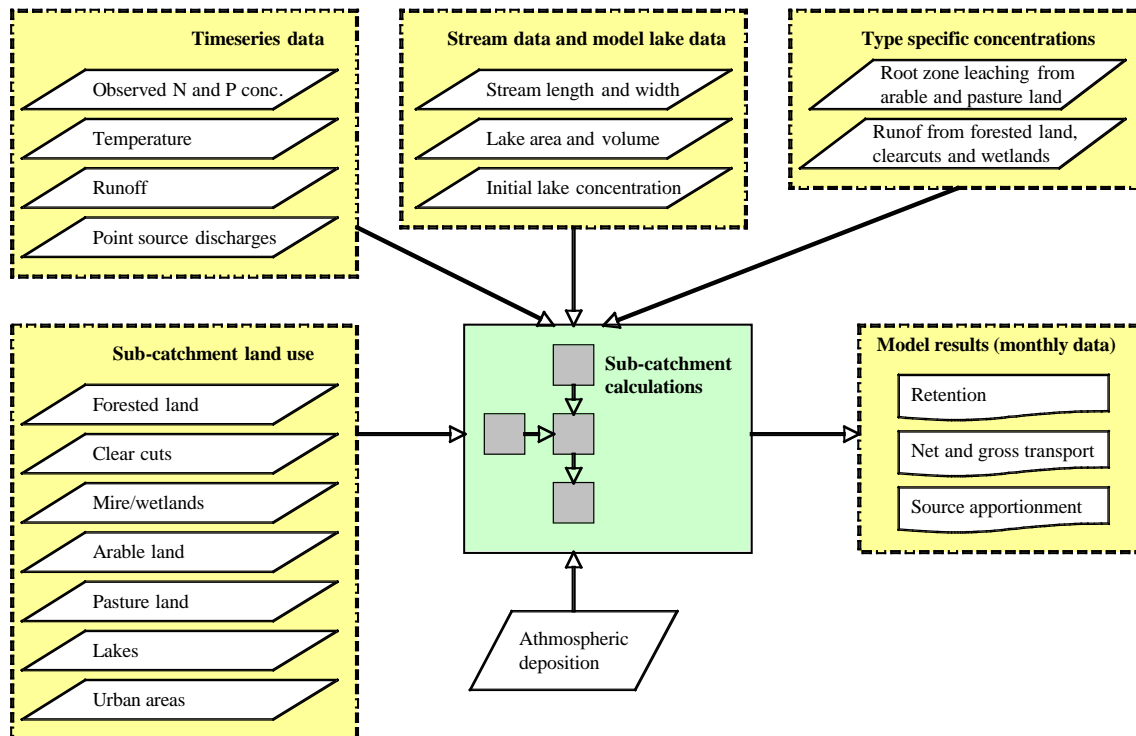 Timeseries data
Observed N and P conc.
Temperature
Runoff
Point source discharges
Stream data and model lake data
Stream length and width
Lake area and volume
Initial lake concentration
Type specific concentrations
Root zone leaching from
arable and pasture land
Runof from forested land,
clearcuts and wetlands
Sub-catchment land use
Forested land
Clear cuts
Mire/wetlands
Arable land
Pasture land
Lakes
Urban areas
Sub-catchment
calculations
Athmospheric
deposition
Model results (monthly data)
Retention
Net and gross transport
Source apportionment